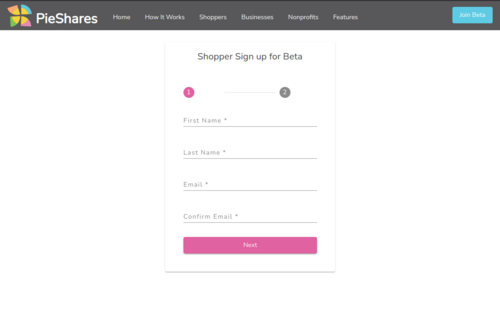 PieShares
Home How It Works Shoppers Businesses Nonprofits Features
Join Beta
Shopper Sign up for Beta
1 2
First Name *
Last Name *
Email *
Confirm Email *
Next